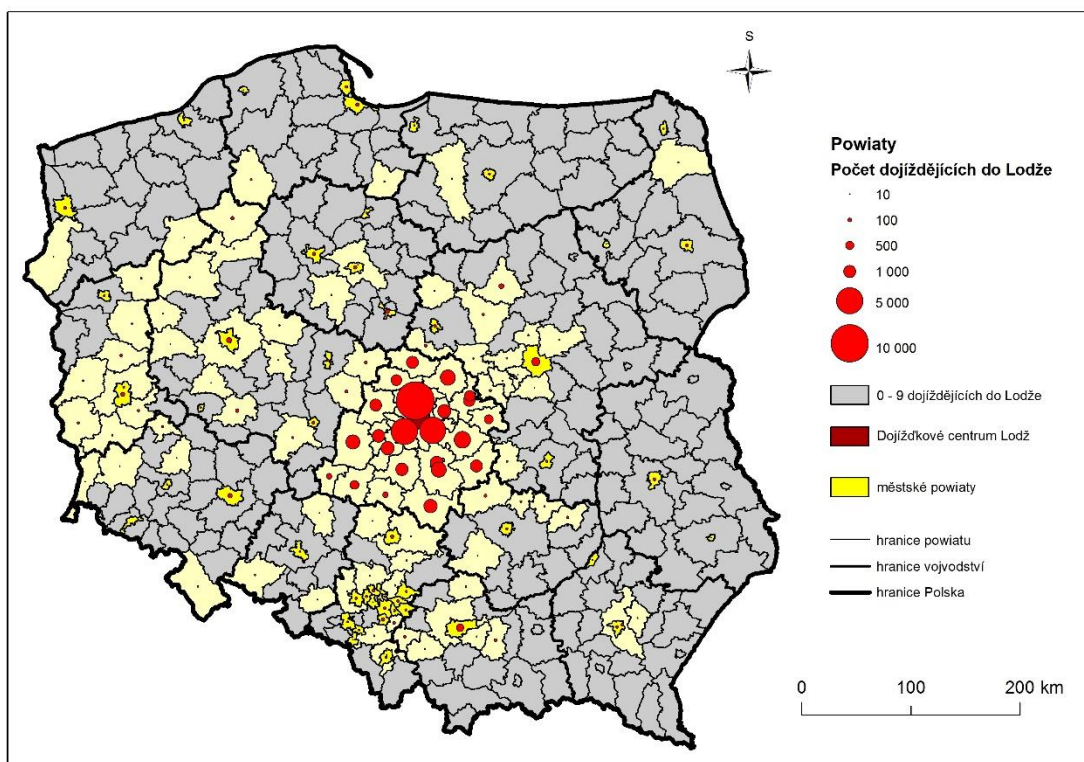 S
Powiaty
Počet dojíždějících do Lodže
10
100
500
1 000
5 000
10 000
0 - 9 dojíždějících do Lodže
Dojížďkové centrum Lodž
městské powiaty
hranice powiatu
hranice vojvodství
hranice Polska
0 100 200 km